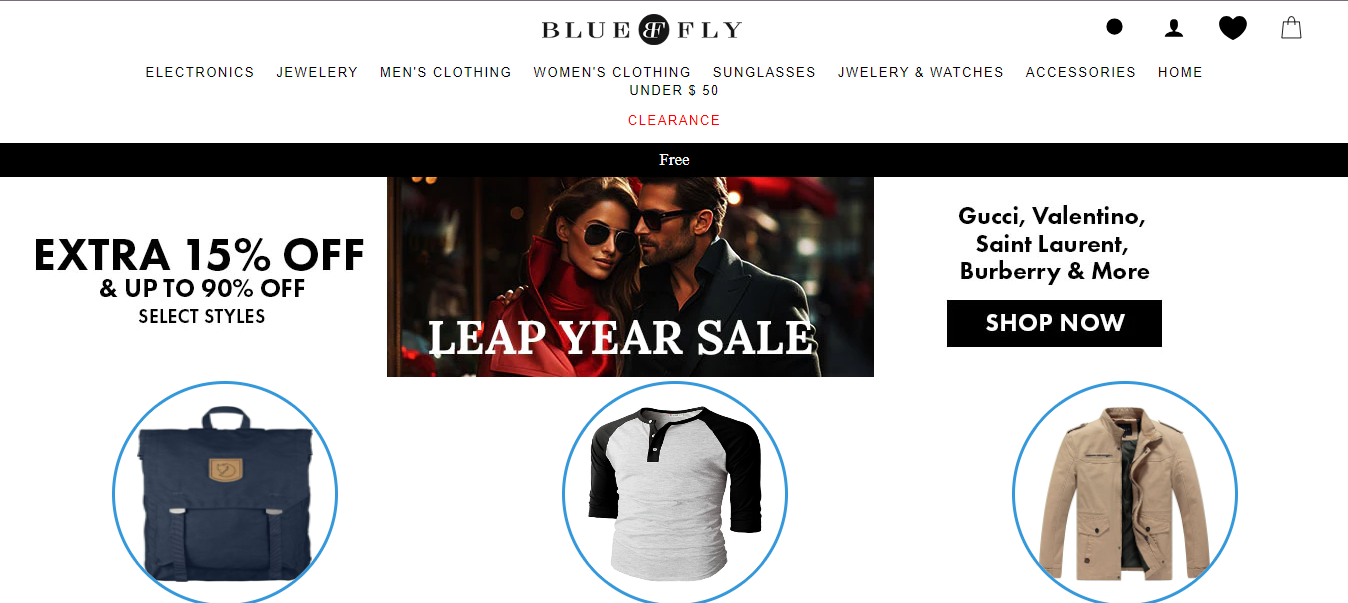 BLUE BF FLY
ELECTRONICS JEWELERY MEN'S CLOTHING WOMEN'S CLOTHING SUNGLASSES JWELERY & WATCHES ACCESSORIES HOME
UNDER $ 50
CLEARANCE
Free
EXTRA 15% OFF
& UP TO 90% OFF
SELECT STYLES
LEAP YEAR SALE
Gucci, Valentino,
Saint Laurent,
Burberry & More
SHOP NOW